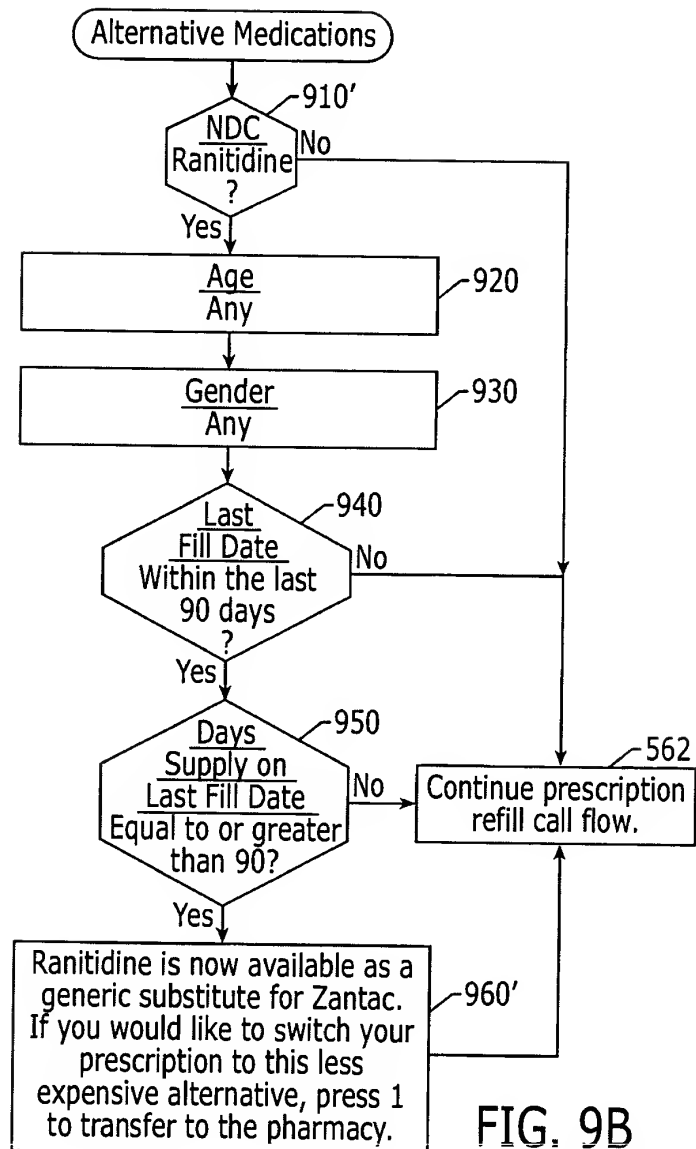 Alternative Medications
910'
NDC
Ranitidine
?
No
Yes
Age
Any
920
Gender
Any
930
Last
Fill Date
Within the last
90 days
?
940
No
Yes
Days
Supply on
Last Fill Date
Equal to or greater
than 90?
950
No
562
Continue prescription
refill call flow.
Yes
Ranitidine is now available as a
generic substitute for Zantac.
If you would like to switch your
prescription to this less
expensive alternative, press 1
to transfer to the pharmacy.
960'
FIG. 9B